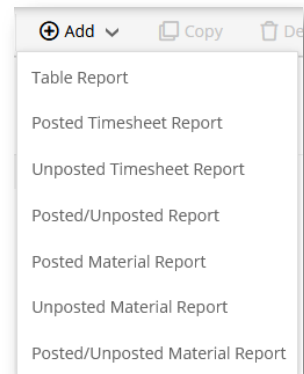 Add Copy De
Table Report
Posted Timesheet Report
Unposted Timesheet Report
Posted/Unposted Report
Posted Material Report
Unposted Material Report
Posted/Unposted Material Report